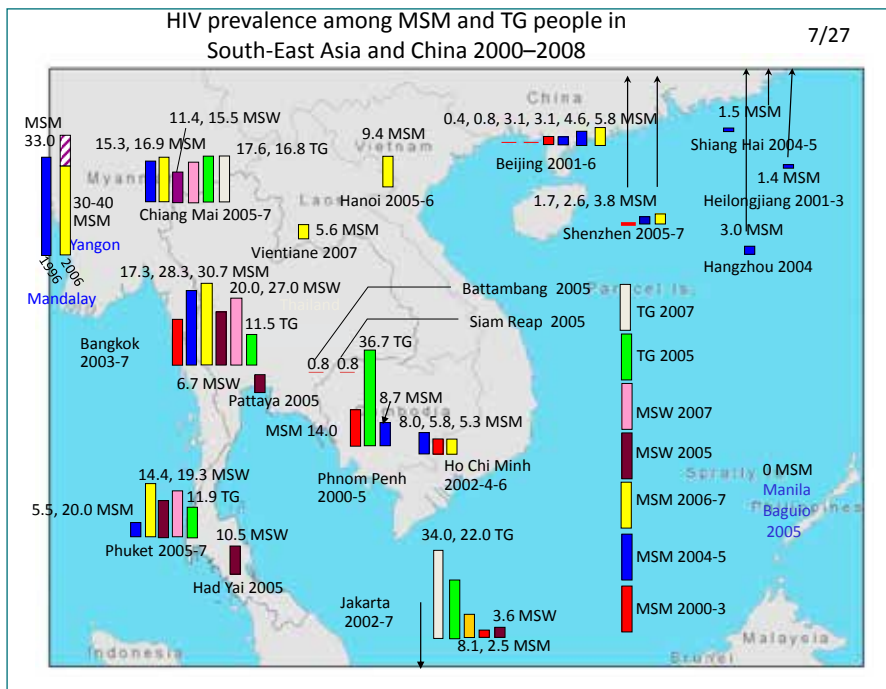 HIV prevalence among MSM and TG people in
South-East Asia and China 2000–2008
7/27
MSM
33.0
30-40
MSM
Yangon
1996
2006
Mandalay
11.4, 15.5 MSW
15.3, 16.9 MSM
17.6, 16.8 TG
Chiang Mai 2005-7
9.4 MSM
Hanoi 2005-6
5.6 MSM
Vientiane 2007
China
0.4, 0.8, 3.1, 3.1, 4.6, 5.8 MSM
Beijing 2001-6
1.7, 2.6, 3.8 MSM
Shenzhen 2005-7
1.5 MSM
Shiang Hai 2004-5
1.4 MSM
Heilongjiang 2001-3
3.0 MSM
Hangzhou 2004
17.3, 28.3, 30.7 MSM
20.0, 27.0 MSW
11.5 TG
Bangkok
2003-7
6.7 MSW
Pattaya 2005
Battambang 2005
Siam Reap 2005
0.8
0.8
36.7 TG
8.7 MSM
MSM 14.0
Phnom Penh
2000-5
8.0, 5.8, 5.3 MSM
Ho Chi Minh
2002-4-6
14.4, 19.3 MSW
11.9 TG
5.5, 20.0 MSM
Phuket 2005-7
10.5 MSW
Had Yai 2005
34.0, 22.0 TG
Jakarta
2002-7
3.6 MSW
8.1, 2.5 MSM
TG 2007
TG 2005
MSW 2007
MSW 2005
MSM 2006-7
MSM 2004-5
MSM 2000-3
0 MSM
Manila
Baguio
2005
Vietnam
Laos
Thailand
Cambodia
Paracel Is.
Philippines
Malaysia
Brunei
Indonesia